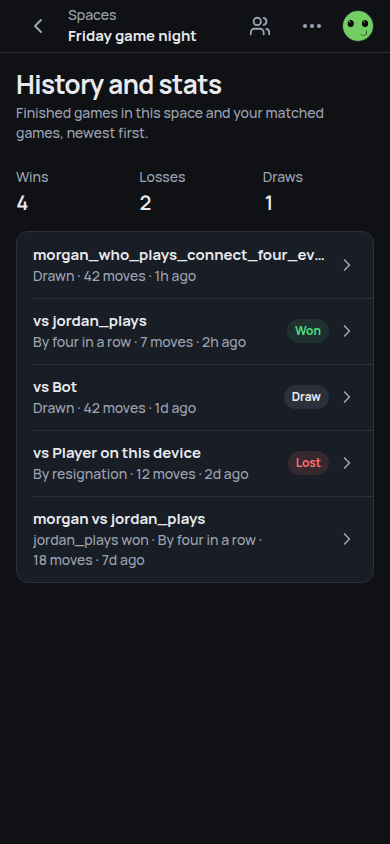 Spaces
Friday game night
History and stats
Finished games in this space and your matched
games, newest first.
Wins
Losses
Draws
4
2
1
morgan_who_plays_connect_four_ev…
Drawn · 42 moves · 1h ago
vs jordan_plays
By four in a row · 7 moves · 2h ago
Won
vs Bot
Drawn · 42 moves · 1d ago
Draw
vs Player on this device
By resignation · 12 moves · 2d ago
Lost
morgan vs jordan_plays
jordan_plays won · By four in a row ·
18 moves · 7d ago